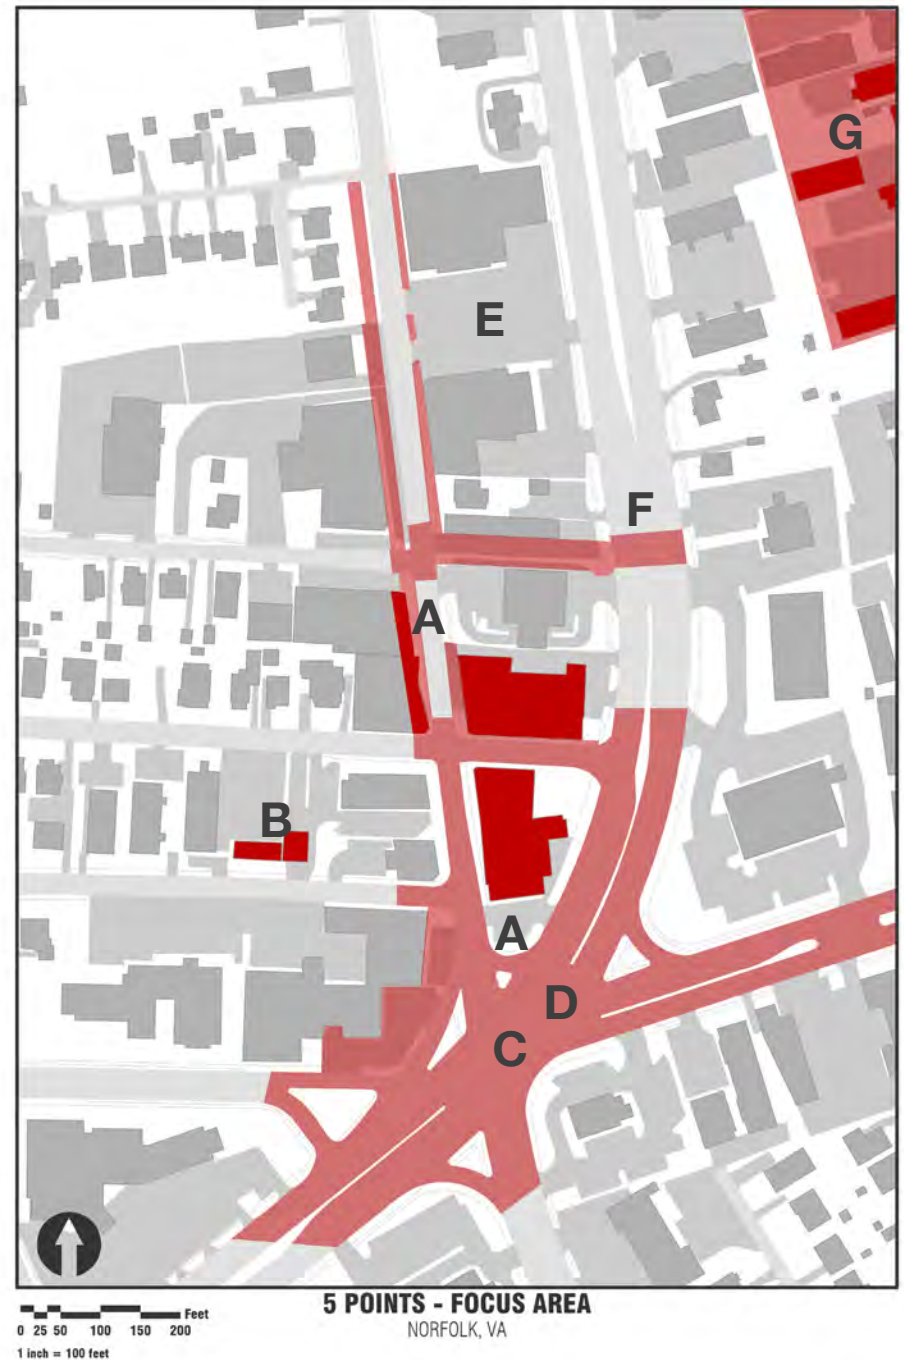 G
E
F
A
B
A
D
C
Feet
0 25 50 100 150 200
1 inch = 100 feet
5 POINTS - FOCUS AREA
NORFOLK, VA